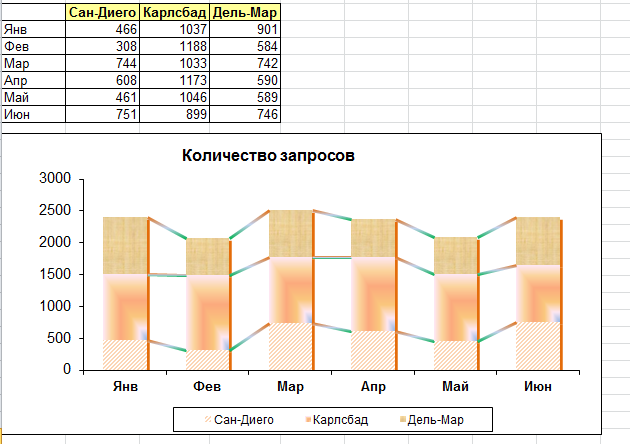 Сан-Диего Карлсбад Дель-Мар
Янв 466 1037 901
Фев 308 1188 584
Мар 744 1033 742
Апр 608 1173 590
Май 461 1046 589
Июн 751 899 746
Количество запросов
3000
2500
2000
1500
1000
500
0
Янв Фев Мар Апр Май Июн
Сан-Диего Карлсбад Дель-Мар